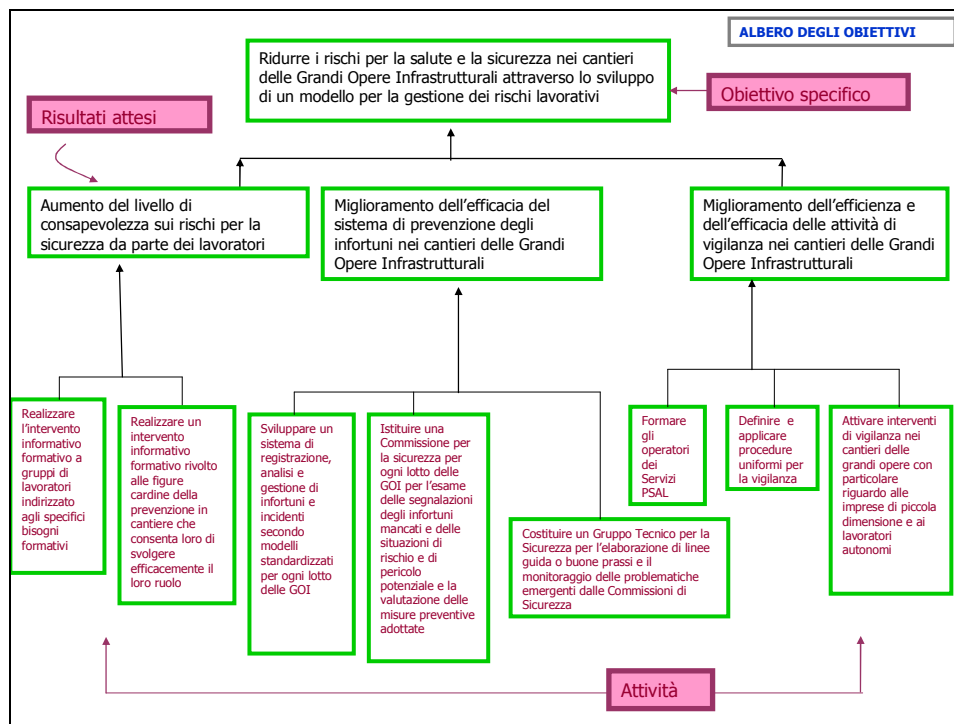 ALBERO DEGLI OBIETTIVI
Ridurre i rischi per la salute e la sicurezza nei cantieri
delle Grandi Opere Infrastrutturali attraverso lo sviluppo
di un modello per la gestione dei rischi lavorativi
Obiettivo specifico
Risultati attesi
Aumento del livello di
consapevolezza sui rischi per la
sicurezza da parte dei lavoratori
Miglioramento dell'efficacia del
sistema di prevenzione degli
infortuni nei cantieri delle Grandi
Opere Infrastrutturali
Miglioramento dell'efficienza e
dell'efficacia delle attività di
vigilanza nei cantieri delle Grandi
Opere Infrastrutturali
Realizzare
l'intervento
informativo
formativo a
gruppi di
lavoratori
indirizzato
agli specifici
bisogni
formativi
Realizzare un
intervento
informativo
formativo rivolto
alle figure
cardine della
prevenzione in
cantiere che
consenta loro di
svolgere
efficacemente il
loro ruolo
Sviluppare un
sistema di
registrazione,
analisi e
gestione di
infortuni e
incidenti
secondo
modelli
standardizzati
per ogni lotto
delle GOI
Istituire una
Commissione per
la sicurezza per
ogni lotto delle
GOI per l'esame
delle segnalazioni
degli infortuni
mancati e delle
situazioni di
rischio e di
pericolo
potenziale e la
valutazione delle
misure preventive
adottate
Costituire un Gruppo Tecnico per la
Sicurezza per l'elaborazione di linee
guida o buone prassi e il
monitoraggio delle problematiche
emergenti dalle Commissioni di
Sicurezza
Formare
gli
operatori
dei
Servizi
PSAL
Definire e
applicare
procedure
uniformi per
la vigilanza
Attivare interventi
di vigilanza nei
cantieri delle
grandi opere con
particolare
riguardo alle
imprese di piccola
dimensione e ai
lavoratori
autonomi
Attività